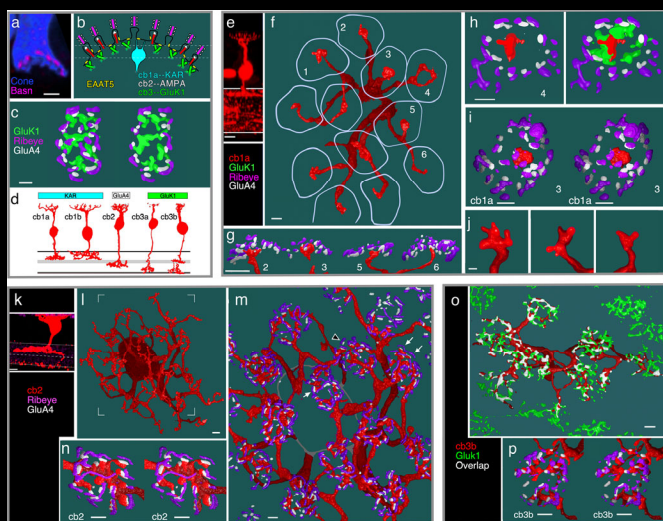 a
Cone
Basn
b
EAAT5
cb1a--KAR
cb2--AMPA
cb3--GluK1
c
GluK1
Ribeye
GluA4
d
KAR
GluA4
GluK1
cb1a
cb1b
cb2
cb3a
cb3b
e
cb1a
GluK1
Ribeye
GluA4
f
1
2
3
4
5
6
g
2
3
5
6
h
4
i
cb1a
cb1a
3
3
j
k
cb2
Ribeye
GluA4
l
m
n
cb2
cb2
o
cb3b
Gluk1
Overlap
p
cb3b
cb3b